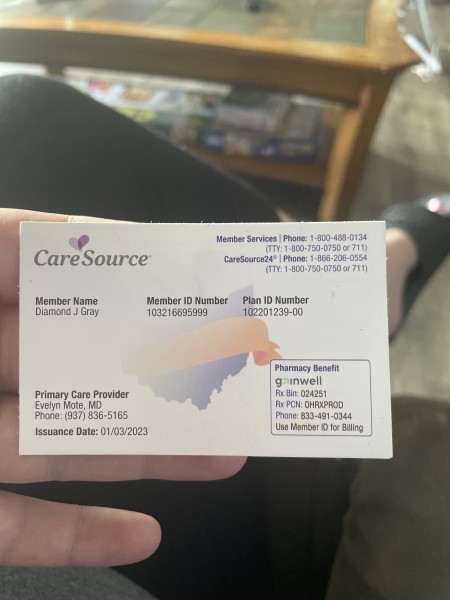 CareSource®
Member Services | Phone: 1-800-488-0134
(TTY: 1-800-750-0750 or 711)
CareSource24® | Phone: 1-866-206-0554
(TTY: 1-800-750-0750 or 711)
Member Name
Diamond J Gray
Member ID Number
103216695999
Plan ID Number
102201239-00
Primary Care Provider
Evelyn Mote, MD
Phone: (937) 836-5165
Issuance Date: 01/03/2023
Pharmacy Benefit
gainwell
Rx Bin: 024251
Rx PCN: OHRXPROD
Phone: 833-491-0344
Use Member ID for Billing